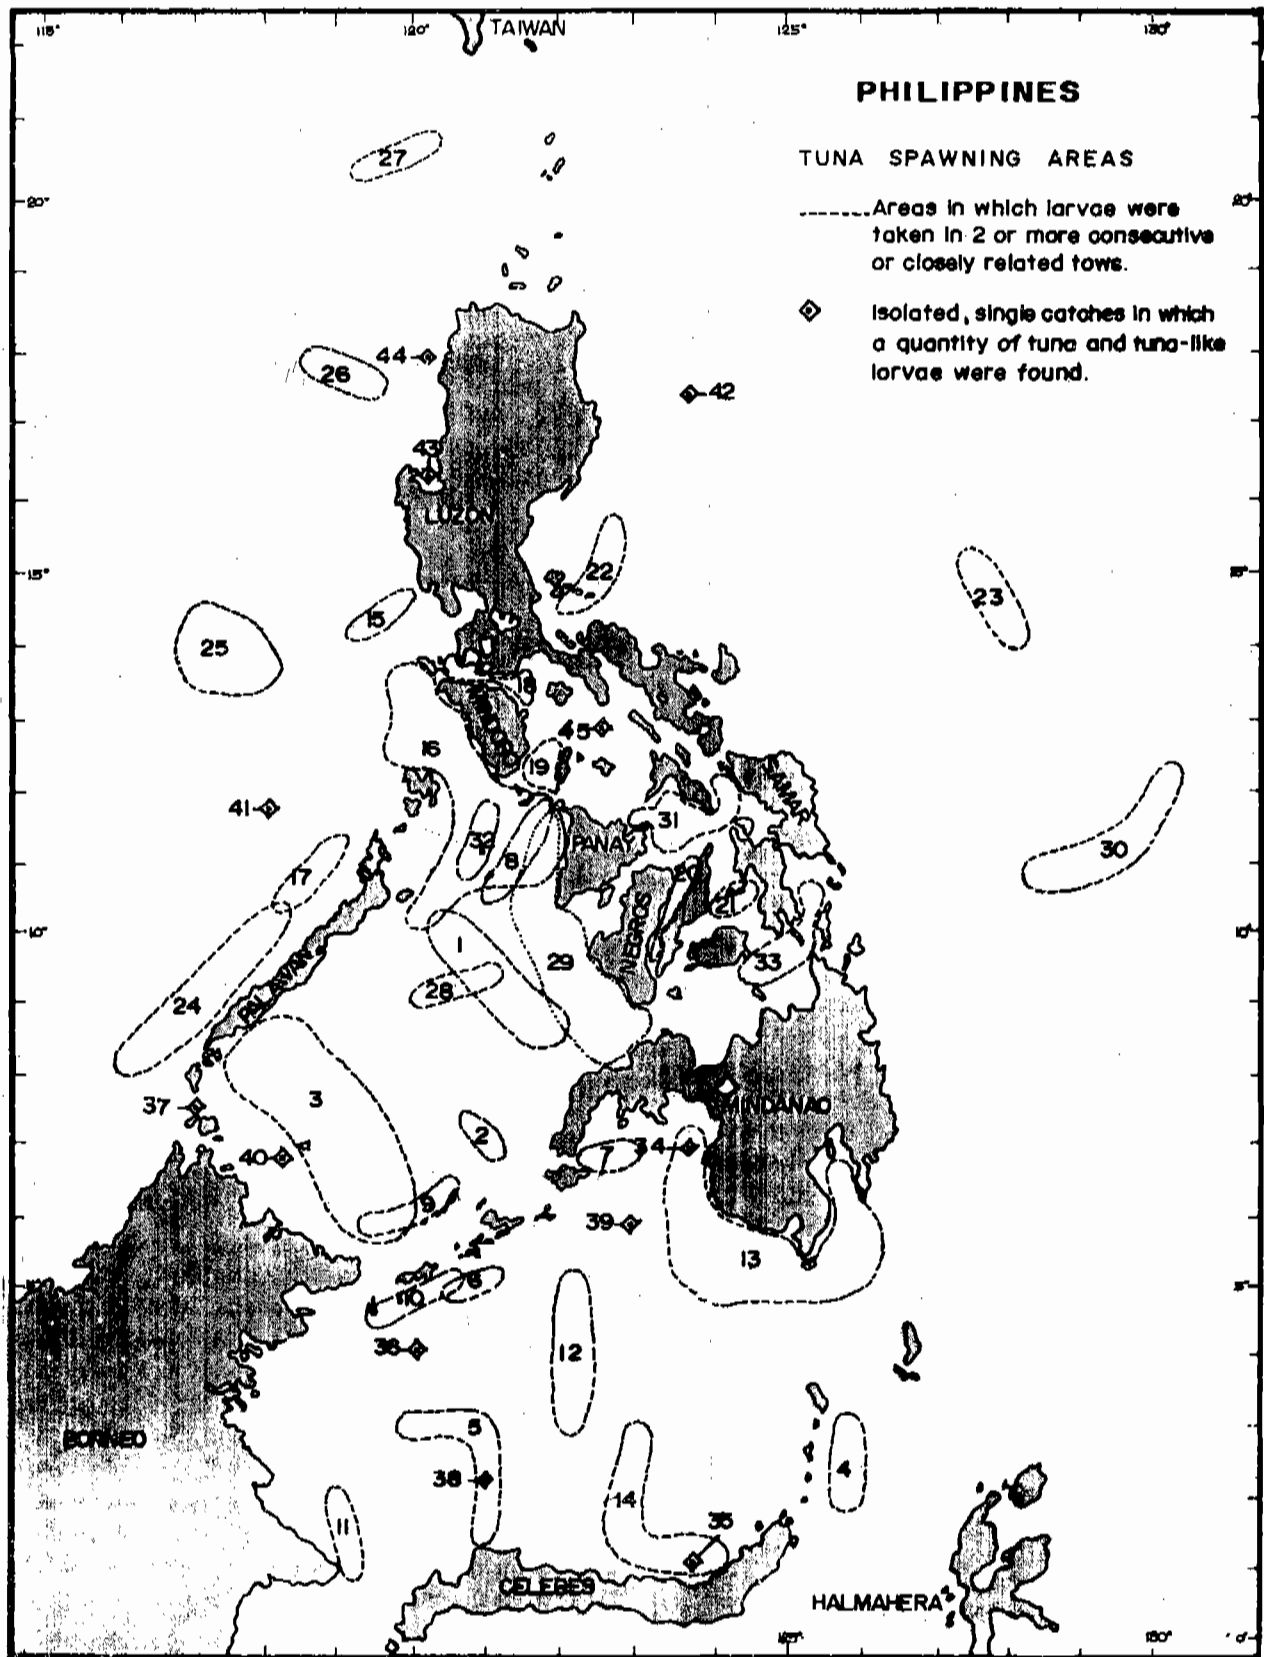 115° 120° TAIWAN 125° 130°
PHILIPPINES
TUNA SPAWNING AREAS
Areas in which larvae were
taken in 2 or more consecutive
or closely related tows.
Isolated, single catches in which
a quantity of tuna and tuna-like
larvae were found.
27
20° 20°
44
26
42
43
LUZON
22
15°
23
15
25
18
16
45
19
SAMAR
41
31
32
8
PANAY
30
17
20
21
NEGROS
1
29
33
28
24
PALAWAN
3
37
MINDANAO
2
40
7
34
9
39
13
10
6
36
12
BORNEO
5
38
4
14
11
35
CELEBES
HALMAHERA
125° 130°